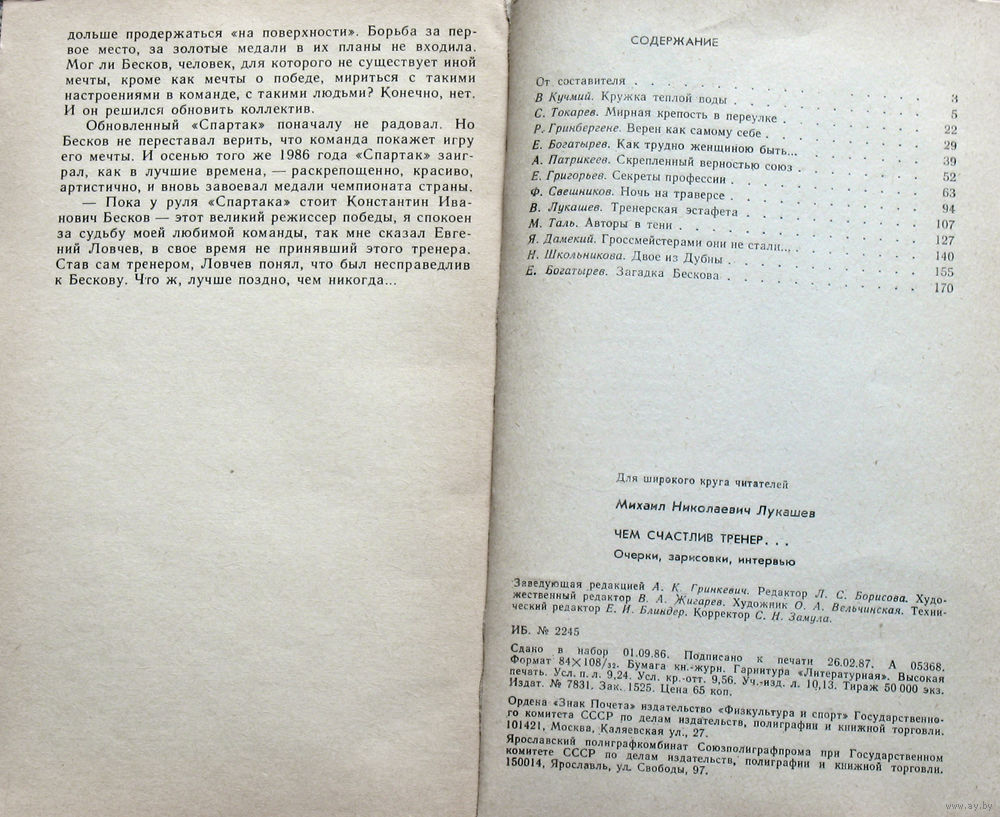 дольше продержаться «на поверхности». Борьба за пер-
вое место, за золотые медали в их планы не входила.
Мог ли Бесков, человек, для которого не существует иной
мечты, кроме как мечты о победе, мириться с такими
настроениями в команде, с такими людьми? Конечно, нет.
И он решился обновить коллектив.
Обновленный «Спартак» поначалу не радовал. Но
Бесков не переставал верить, что команда покажет игру
его мечты. И осенью того же 1986 года «Спартак» заиг-
рал, как в лучшие времена, — раскрепощенно, красиво,
артистично, и вновь завоевал медали чемпионата страны.
— Пока у руля «Спартака» стоит Константин Ива-
нович Бесков — этот великий режиссер победы, я спокоен
за судьбу моей любимой команды, так мне сказал Евге-
ний Ловчев, в свое время не принявший этого тренера.
Став сам тренером, Ловчев понял, что был несправедлив
к Бескову. Что ж, лучше поздно, чем никогда...
СОДЕРЖАНИЕ
От составителя . . . . . . . . . . . . 3
В Кучмий. Кружка теплой воды . . . . . . . . 5
С. Токарев. Мирная крепость в переулке . . . . . . . 22
Р. Гринбергене. Верен как самому себе . . . . . . . 29
Е. Богатырев. Как трудно женщиною быть... . . . . . . 39
А. Патрикеев. Скрепленный верностью союз . . . . . . 52
Е. Григорьев. Секреты профессии . . . . . . . . 63
Ф. Свешников. Ночь на траверсе . . . . . . . . 94
В. Лукашев. Тренерская эстафета . . . . . . . . 107
М. Таль. Авторы в тени . . . . . . . . . . 127
Я. Дамский. Гроссмейстерами они не стали... . . . . . . 140
Н. Школьникова. Двое из Дубны . . . . . . . . 155
Е. Богатырев. Загадка Бескова . . . . . . . . 170
Для широкого круга читателей
Михаил Николаевич Лукашев
ЧЕМ СЧАСТЛИВ ТРЕНЕР. . .
Очерки, зарисовки, интервью
Заведующая редакцией А. К. Гринкевич. Редактор Л. С. Борисова. Худо-
жественный редактор В. А. Жигарев. Художник О. А. Вельчинская. Техни-
ческий редактор Е. И. Блиндер. Корректор С. Н. Замула.
ИБ. № 2245
Сдано в набор 01.09.86. Подписано к печати 26.02.87. А 05368.
Формат 84×108/32. Бумага кн.-журн. Гарнитура «Литературная». Высокая
печать. Усл. п. л. 9,24. Усл. кр.-отт. 9,56. Уч.-изд. л. 10,13. Тираж 50 000 экз.
Издат. № 7831. Зак. 1525. Цена 65 коп.
Ордена «Знак Почета» издательство «Физкультура и спорт» Государственно-
го комитета СССР по делам издательств, полиграфии и книжной торговли.
101421, Москва, Каляевская ул., 27.
Ярославский полиграфкомбинат Союзполиграфпрома при Государственном
комитете СССР по делам издательств, полиграфии и книжной торговли.
150014, Ярославль, ул. Свободы, 97.
www.ay.by